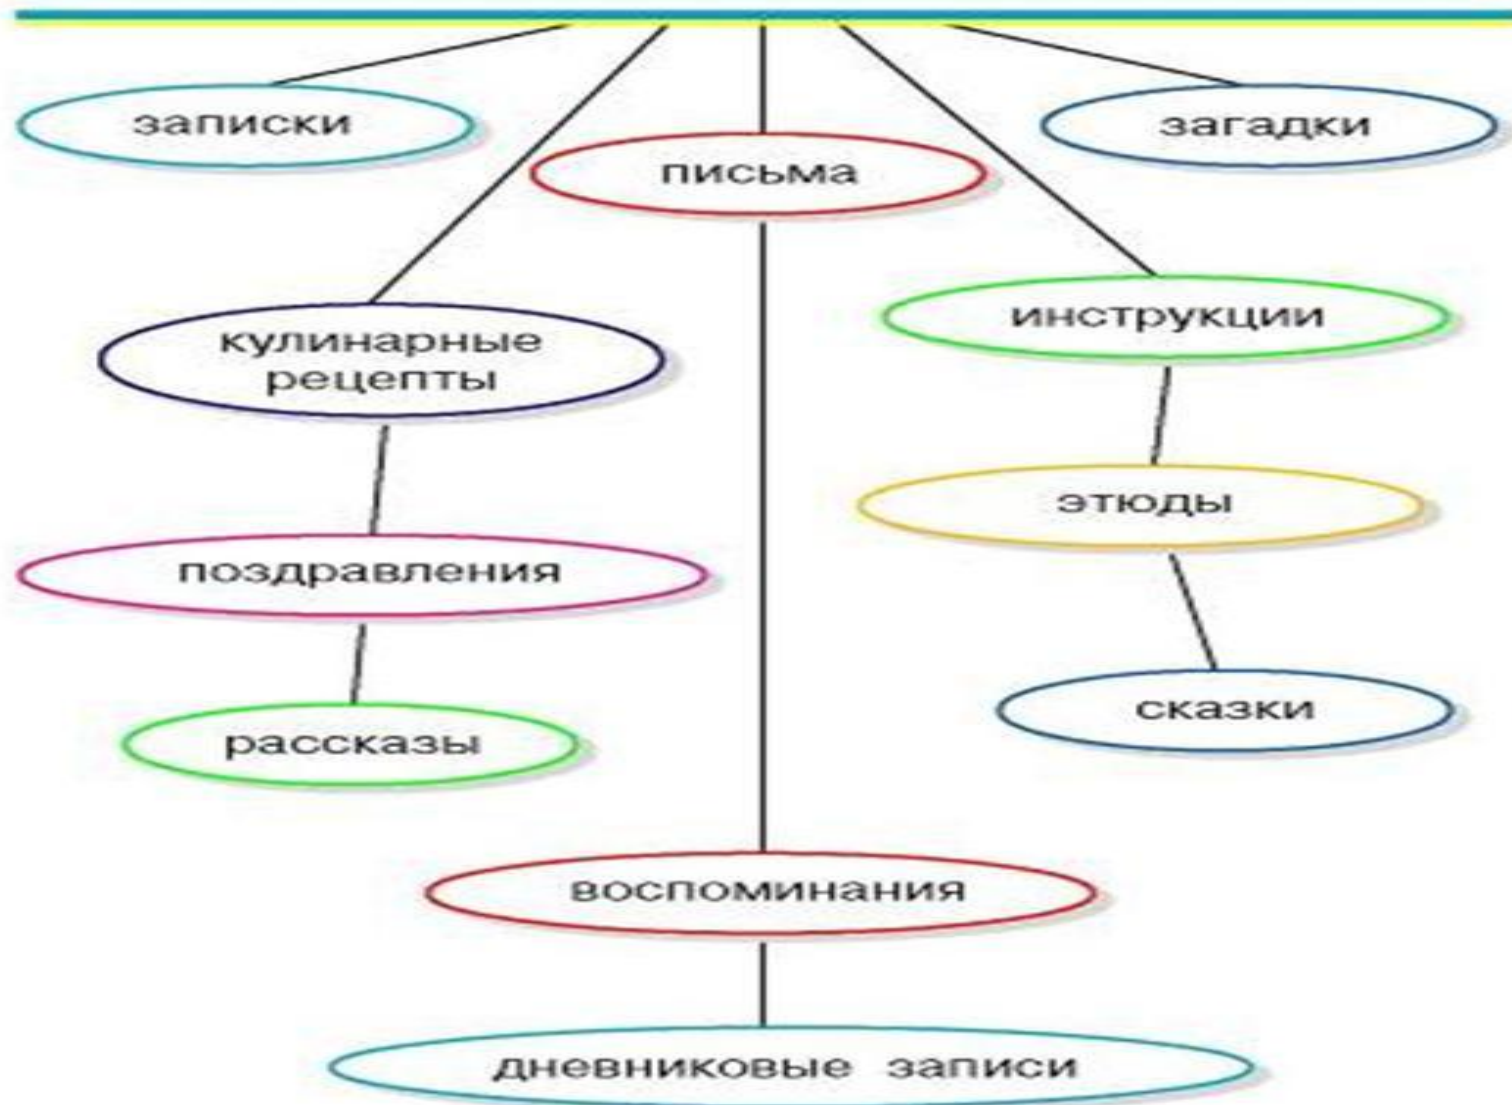 записки
загадки
письма
инструкции
кулинарные
рецепты
этюды
поздравления
сказки
рассказы
воспоминания
дневниковые записи